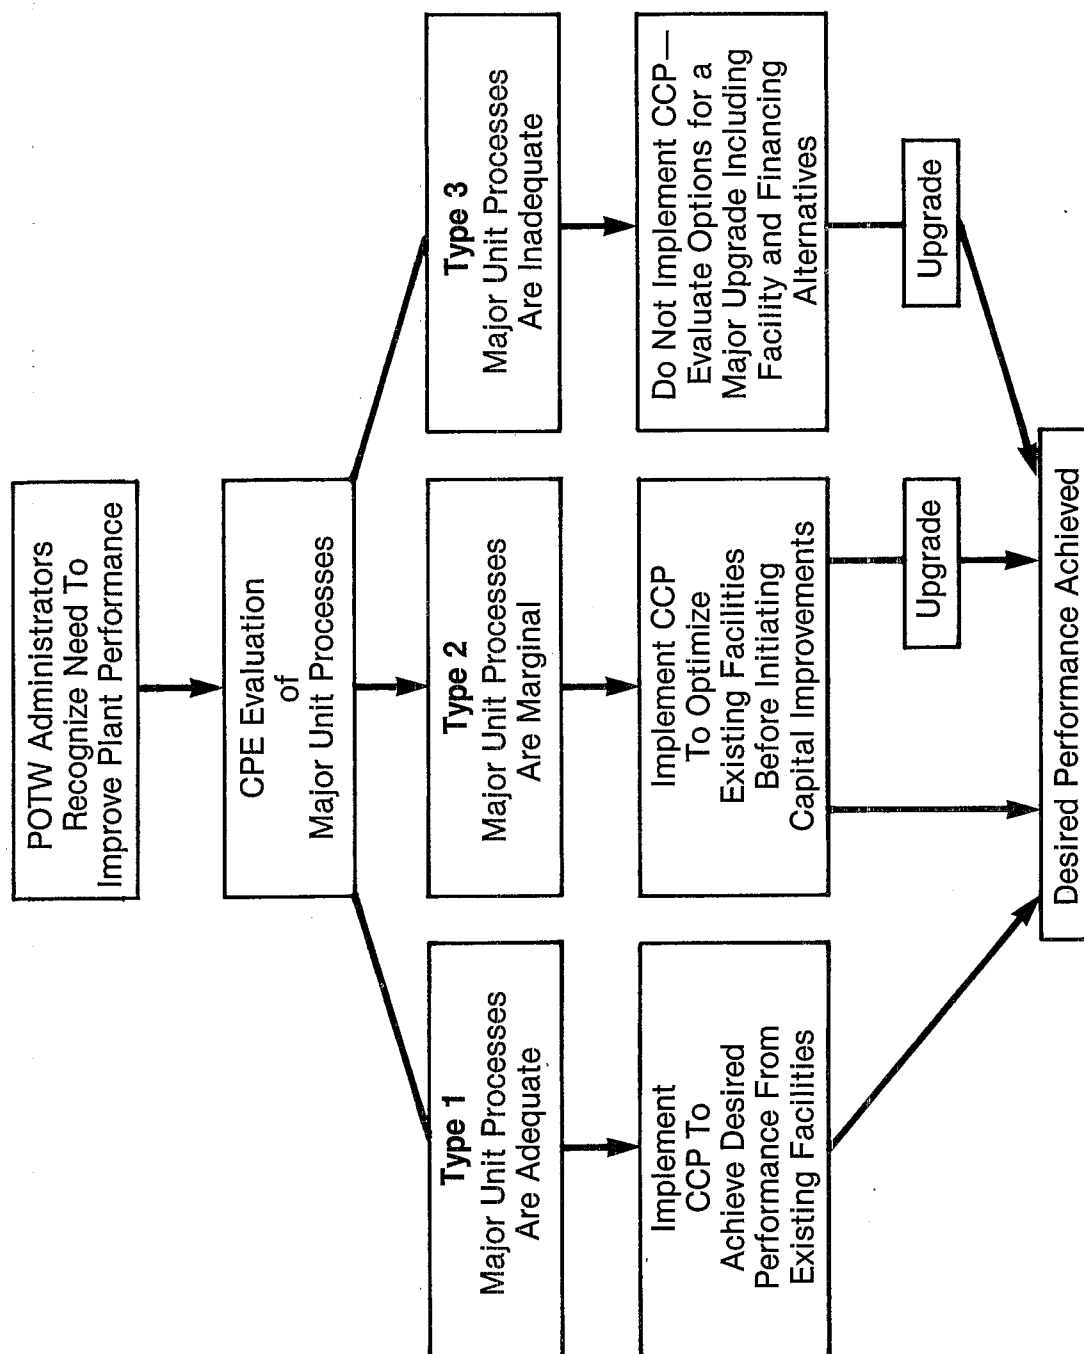 POTW Administrators
Recognize Need To
Improve Plant Performance
CPE Evaluation
of
Major Unit Processes
Type 1
Major Unit Processes
Are Adequate
Type 2
Major Unit Processes
Are Marginal
Type 3
Major Unit Processes
Are Inadequate
Implement
CCP To
Achieve Desired
Performance From
Existing Facilities
Implement CCP
To Optimize
Existing Facilities
Before Initiating
Capital Improvements
Do Not Implement CCP—
Evaluate Options for a
Major Upgrade Including
Facility and Financing
Alternatives
Upgrade
Upgrade
Desired Performance Achieved